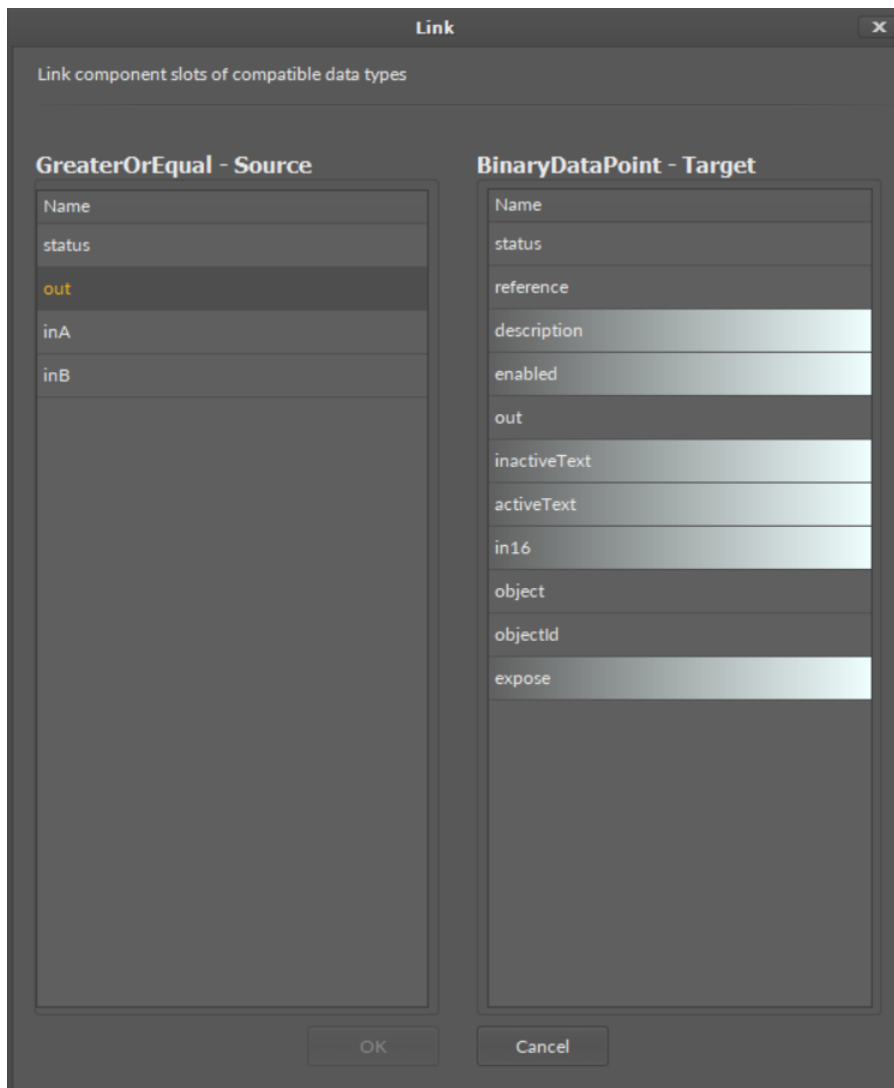 Link
Link component slots of compatible data types
GreaterOrEqual - Source
Name
status
out
inA
inB
BinaryDataPoint - Target
Name
status
reference
description
enabled
out
inactiveText
activeText
in16
object
objectId
expose
OK
Cancel